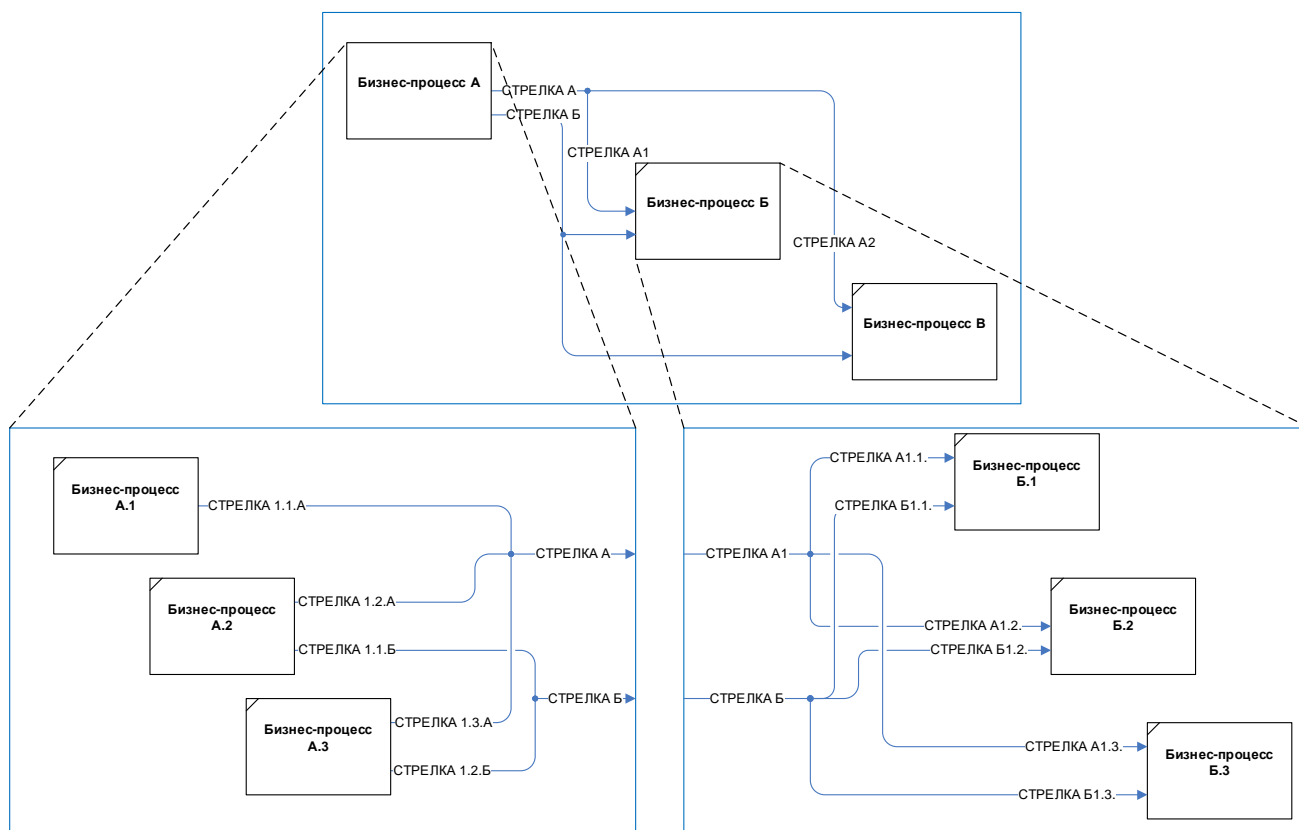 Бизнес-процесс А
СТРЕЛКА А
СТРЕЛКА Б
СТРЕЛКА А1
Бизнес-процесс Б
СТРЕЛКА А2
Бизнес-процесс В
Бизнес-процесс
А.1
СТРЕЛКА 1.1.А
СТРЕЛКА А
Бизнес-процесс
А.2
СТРЕЛКА 1.2.А
СТРЕЛКА 1.1.Б
СТРЕЛКА Б
Бизнес-процесс
А.3
СТРЕЛКА 1.3.А
СТРЕЛКА 1.2.Б
СТРЕЛКА А1.1.
Бизнес-процесс
Б.1
СТРЕЛКА Б1.1.
СТРЕЛКА А1
Бизнес-процесс
Б.2
СТРЕЛКА А1.2.
СТРЕЛКА Б1.2.
СТРЕЛКА Б
СТРЕЛКА А1.3.
Бизнес-процесс
Б.3
СТРЕЛКА Б1.3.